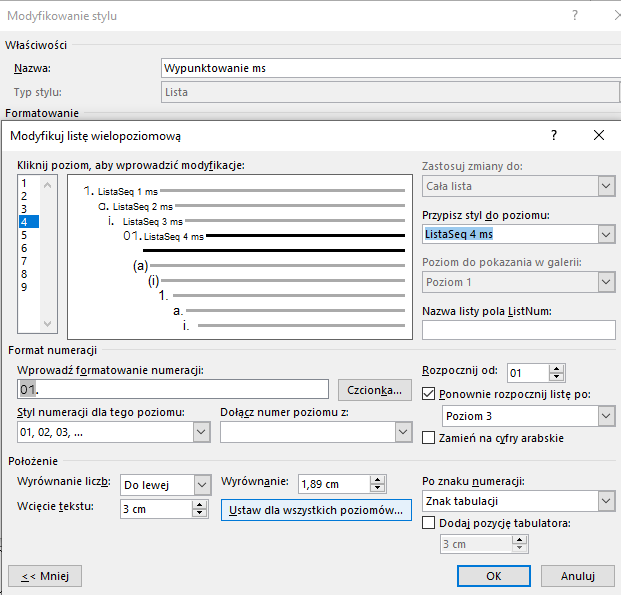 Modyfikowanie stylu
?
Właściwości
Nazwa:
Wypunktowanie ms
Typ stylu:
Lista
Formatowanie
Modyfikuj listę wielopoziomową
?
Kliknij poziom, aby wprowadzić modyfikacje:
1
2
3
4
5
6
7
8
9
1. ListaSeq 1 ms
a. ListaSeq 2 ms
i. ListaSeq 3 ms
01. ListaSeq 4 ms
(a)
(i)
1.
a.
i.
Zastosuj zmiany do:
Cała lista
Przypisz styl do poziomu:
ListaSeq 4 ms
Poziom do pokazania w galerii:
Poziom 1
Nazwa listy pola ListNum:
Format numeracji
Wprowadź formatowanie numeracji:
01.
Czcionka...
Styl numeracji dla tego poziomu:
01, 02, 03, ...
Dołącz numer poziomu z:
Rozpocznij od:
01
Ponownie rozpocznij listę po:
Poziom 3
Zamień na cyfry arabskie
Położenie
Wyrównanie liczb:
Do lewej
Wyrównanie:
1,89 cm
Wcięcie tekstu:
3 cm
Ustaw dla wszystkich poziomów...
Po znaku numeracji:
Znak tabulacji
Dodaj pozycję tabulatora:
3 cm
<< Mniej
OK
Anuluj